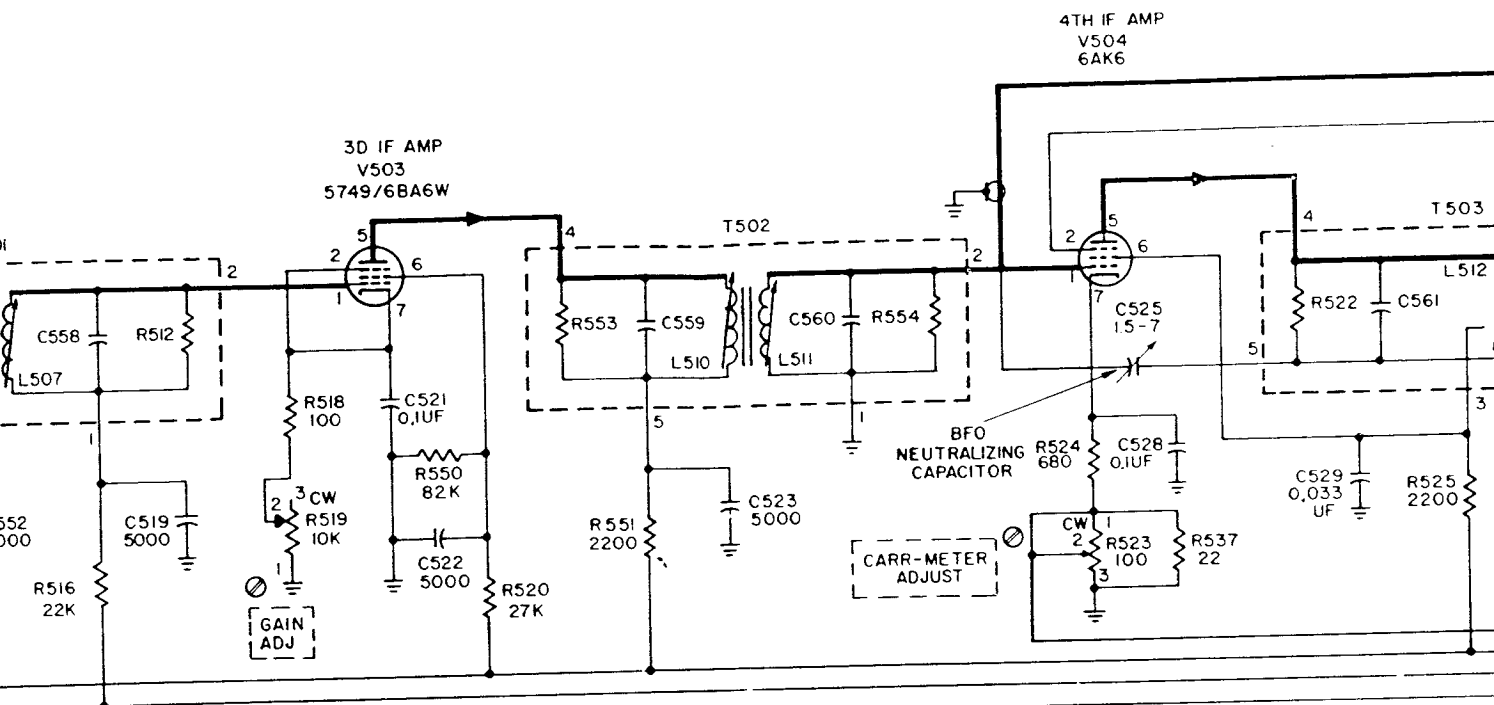 4TH IF AMP
V504
6AK6
3D IF AMP
V503
5749/6BA6W
T502
T503
2
5
2
1
6
7
4
2
5
2
1
6
7
4
C558
R512
L507
R553
C559
L510
C560
R554
L511
C525
1.5-7
R522
C561
L512
5
1
R518
100
C521
0.1UF
5
1
3
BFO
NEUTRALIZING
CAPACITOR
R524
680
C528
0.1UF
R550
82K
C529
0.033
UF
R525
2200
C519
5000
2
3
CW
R519
10K
1
C522
5000
R551
2200
C523
5000
CARR-METER
ADJUST
CW
1
2
R523
100
3
R537
22
R516
22K
GAIN
ADJ
R520
27K